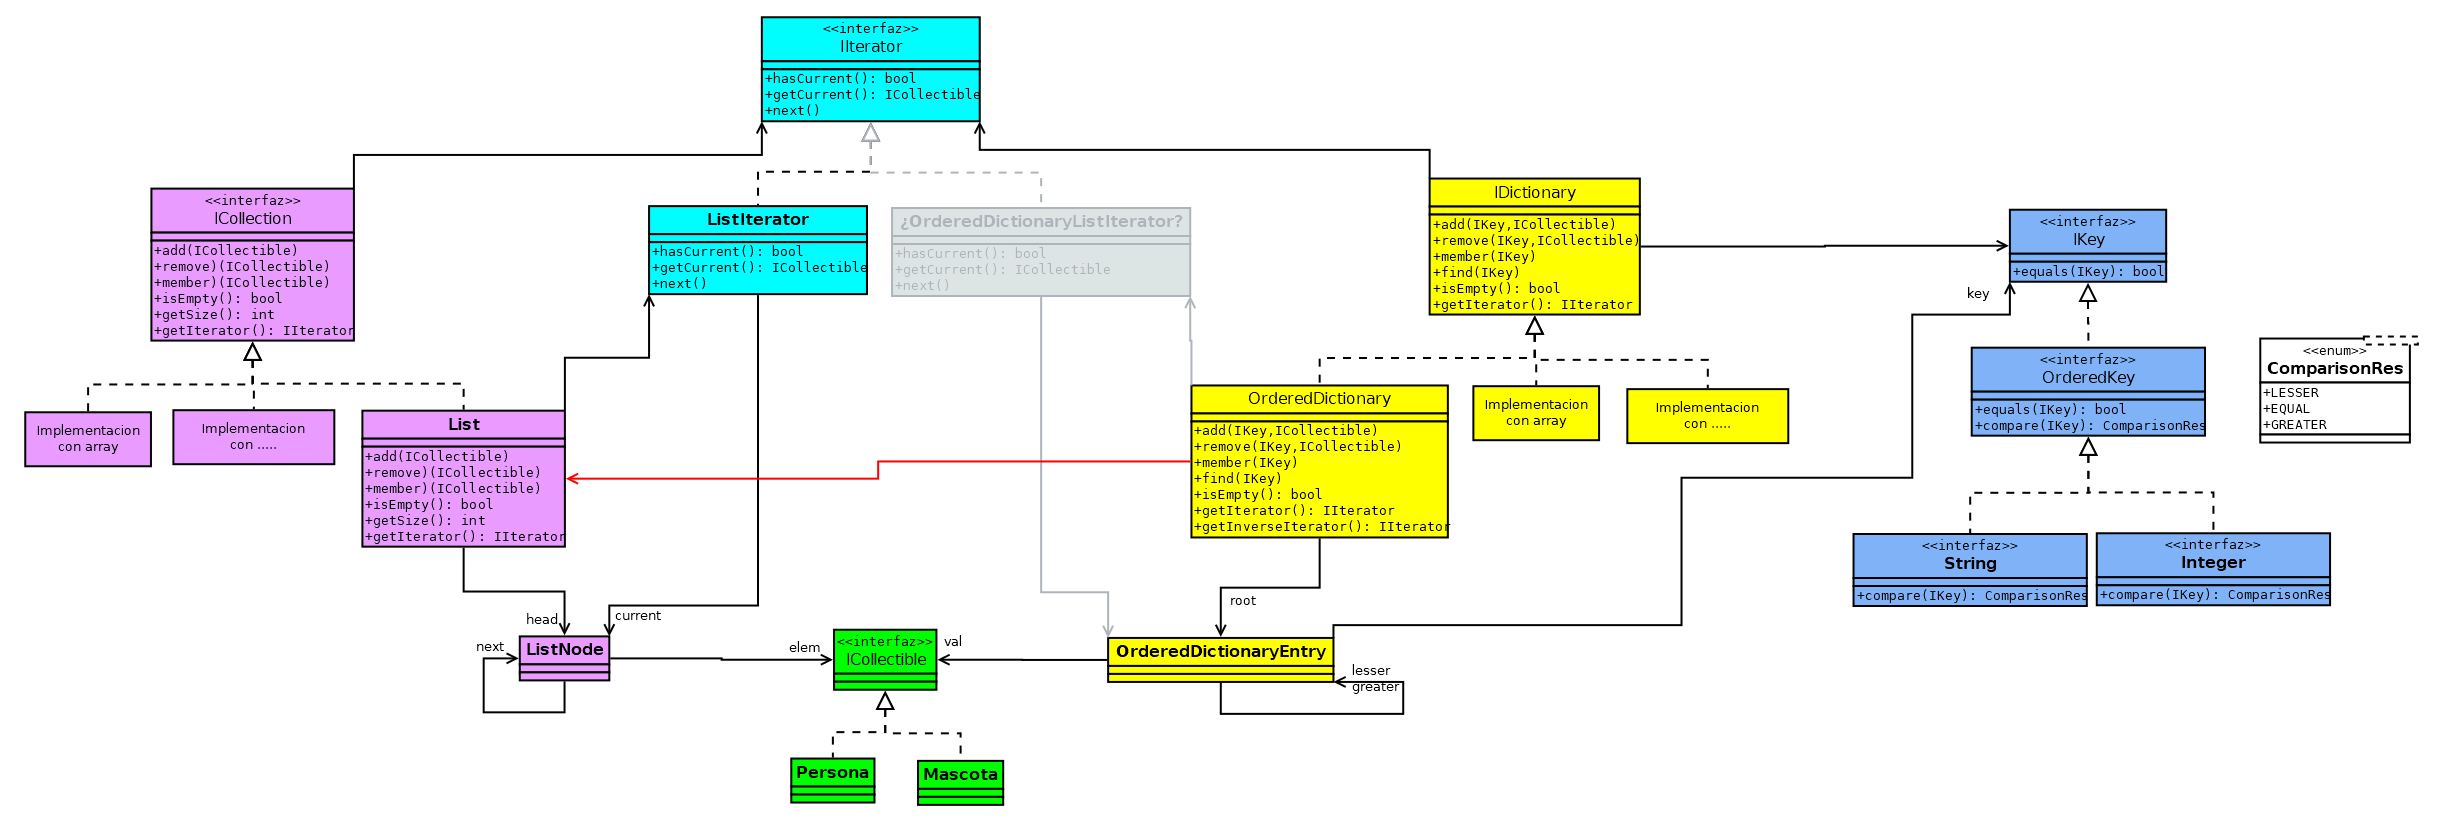 <<interfaz>>
IIterator
+hasCurrent(): bool
+getCurrent(): ICollectible
+next()
<<interfaz>>
ICollection
+add(ICollectible)
+remove)(ICollectible)
+member)(ICollectible)
+isEmpty(): bool
+getSize(): int
+getIterator(): IIterator
ListIterator
+hasCurrent(): bool
+getCurrent(): ICollectible
+next()
¿OrderedDictionaryListIterator?
+hasCurrent(): bool
+getCurrent(): ICollectible
+next()
IDictionary
+add(IKey,ICollectible)
+remove(IKey,ICollectible)
+member(IKey)
+find(IKey)
+isEmpty(): bool
+getIterator(): IIterator
<<interfaz>>
IKey
+equals(IKey): bool
key
<<interfaz>>
OrderedKey
+equals(IKey): bool
+compare(IKey): ComparisonRes
<<enum>>
ComparisonRes
+LESSER
+EQUAL
+GREATER
Implementacion
con array
Implementacion
con .....
List
+add(ICollectible)
+remove)(ICollectible)
+member)(ICollectible)
+isEmpty(): bool
+getSize(): int
+getIterator(): IIterator
OrderedDictionary
+add(IKey,ICollectible)
+remove(IKey,ICollectible)
+member(IKey)
+find(IKey)
+isEmpty(): bool
+getIterator(): IIterator
+getInverseIterator(): IIterator
Implementacion
con array
Implementacion
con .....
<<interfaz>>
String
+compare(IKey): ComparisonRes
<<interfaz>>
Integer
+compare(IKey): ComparisonRes
head
current
next
ListNode
elem
<<interfaz>>
ICollectible
val
root
OrderedDictionaryEntry
lesser
greater
Persona
Mascota